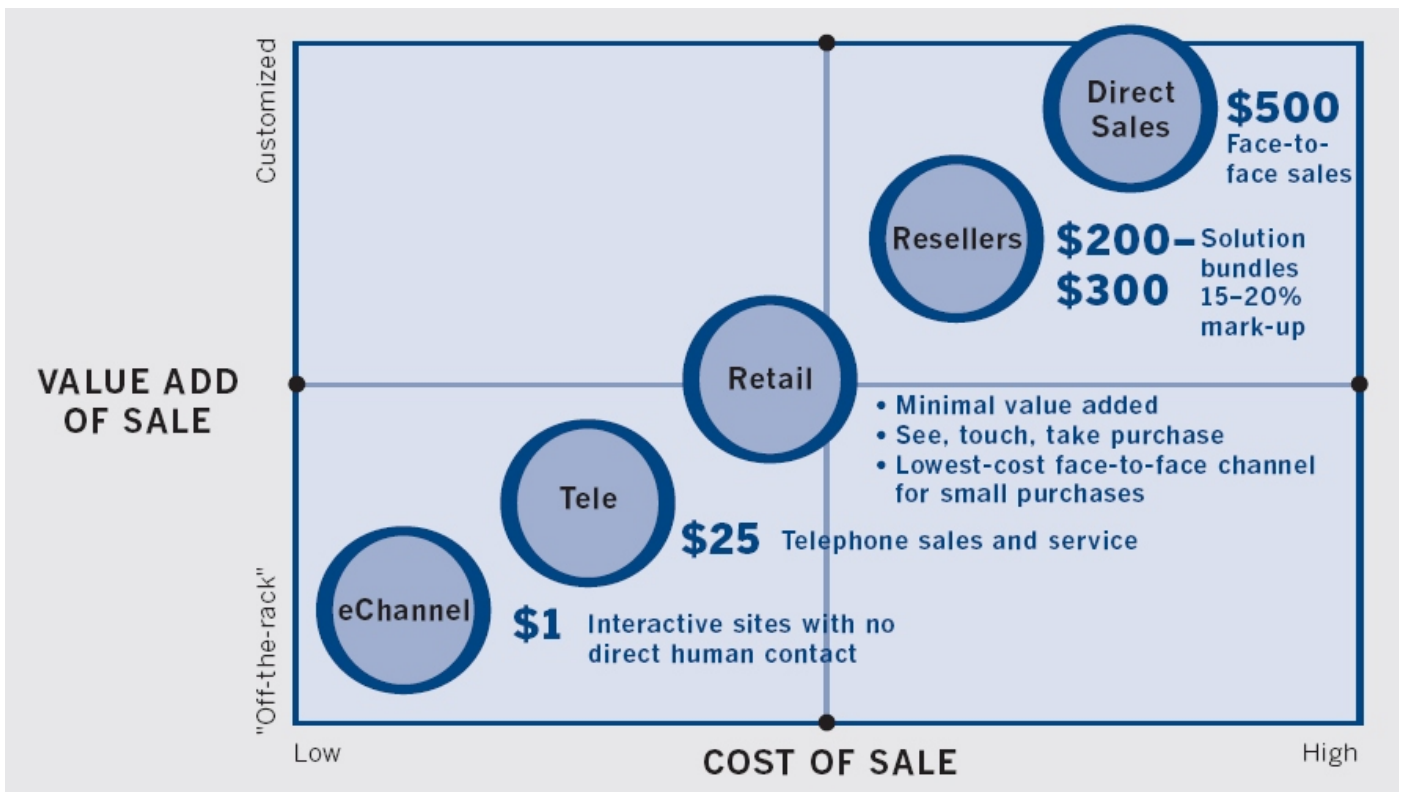 Customized
Direct
Sales
$500
Face-to-
face sales
Resellers
$200–
$300
Solution
bundles
15–20%
mark-up
VALUE ADD
OF SALE
Retail
• Minimal value added
• See, touch, take purchase
• Lowest-cost face-to-face channel
for small purchases
Tele
$25 Telephone sales and service
eChannel
$1 Interactive sites with no
direct human contact
"Off-the-rack"
Low
COST OF SALE
High